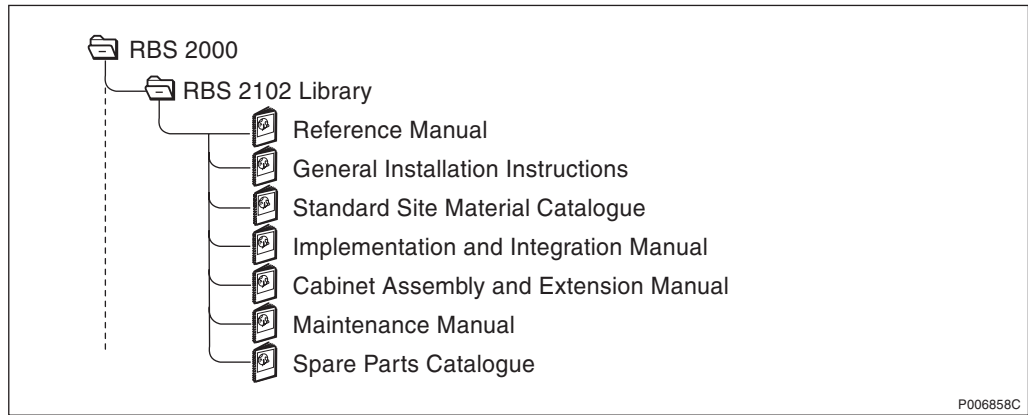 RBS 2000
RBS 2102 Library
Reference Manual
General Installation Instructions
Standard Site Material Catalogue
Implementation and Integration Manual
Cabinet Assembly and Extension Manual
Maintenance Manual
Spare Parts Catalogue
P006858C